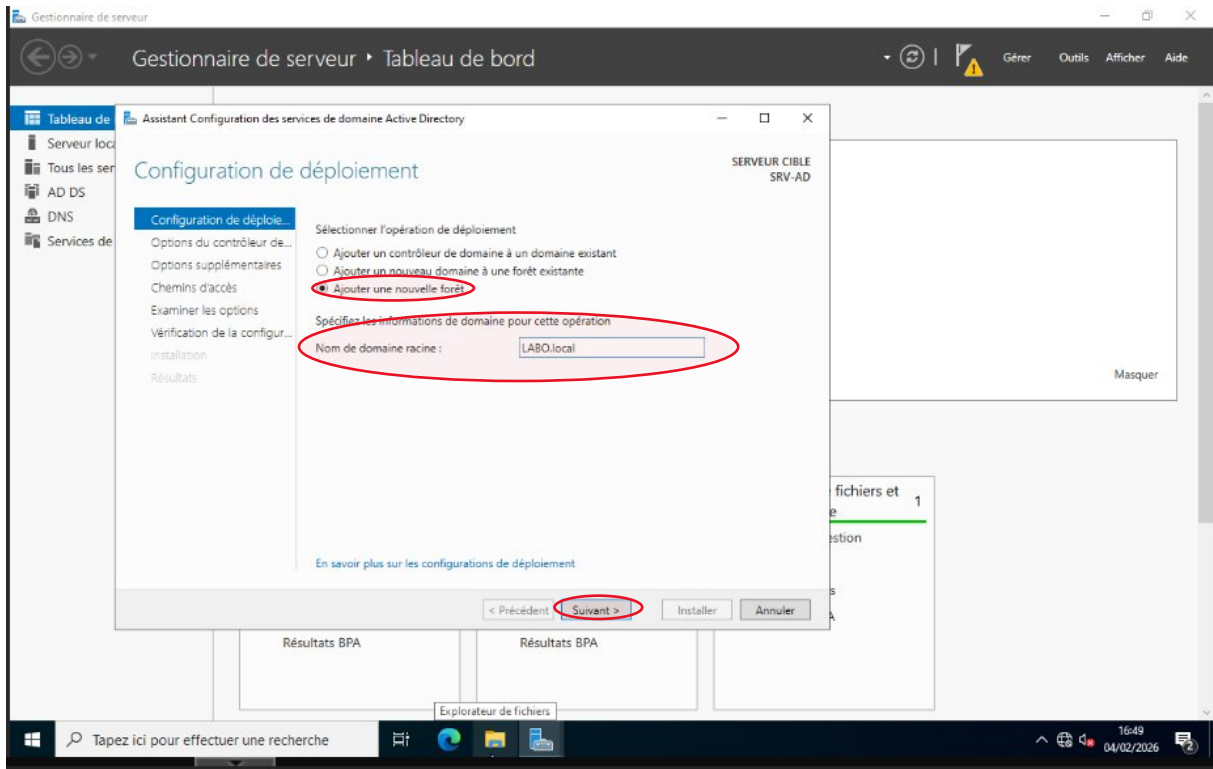 Gestionnaire de serveur
Gestionnaire de serveur ‣ Tableau de bord
Gérer Outils Afficher Aide
Tableau de
Serveur loca
Tous les ser
AD DS
DNS
Services de
Assistant Configuration des services de domaine Active Directory
Configuration de déploiement
SERVEUR CIBLE
SRV-AD
Configuration de déploie...
Options du contrôleur de...
Options supplémentaires
Chemins d'accès
Examiner les options
Vérification de la configur...
Installation
Résultats
Sélectionner l'opération de déploiement
Ajouter un contrôleur de domaine à un domaine existant
Ajouter un nouveau domaine à une forêt existante
Ajouter une nouvelle forêt
Spécifiez les informations de domaine pour cette opération
Nom de domaine racine : LABO.local
En savoir plus sur les configurations de déploiement
< Précédent Suivant > Installer Annuler
Masquer
fichiers et 1
e
estion
s
A
Résultats BPA
Résultats BPA
Explorateur de fichiers
Tapez ici pour effectuer une recherche
16:49
04/02/2026
2